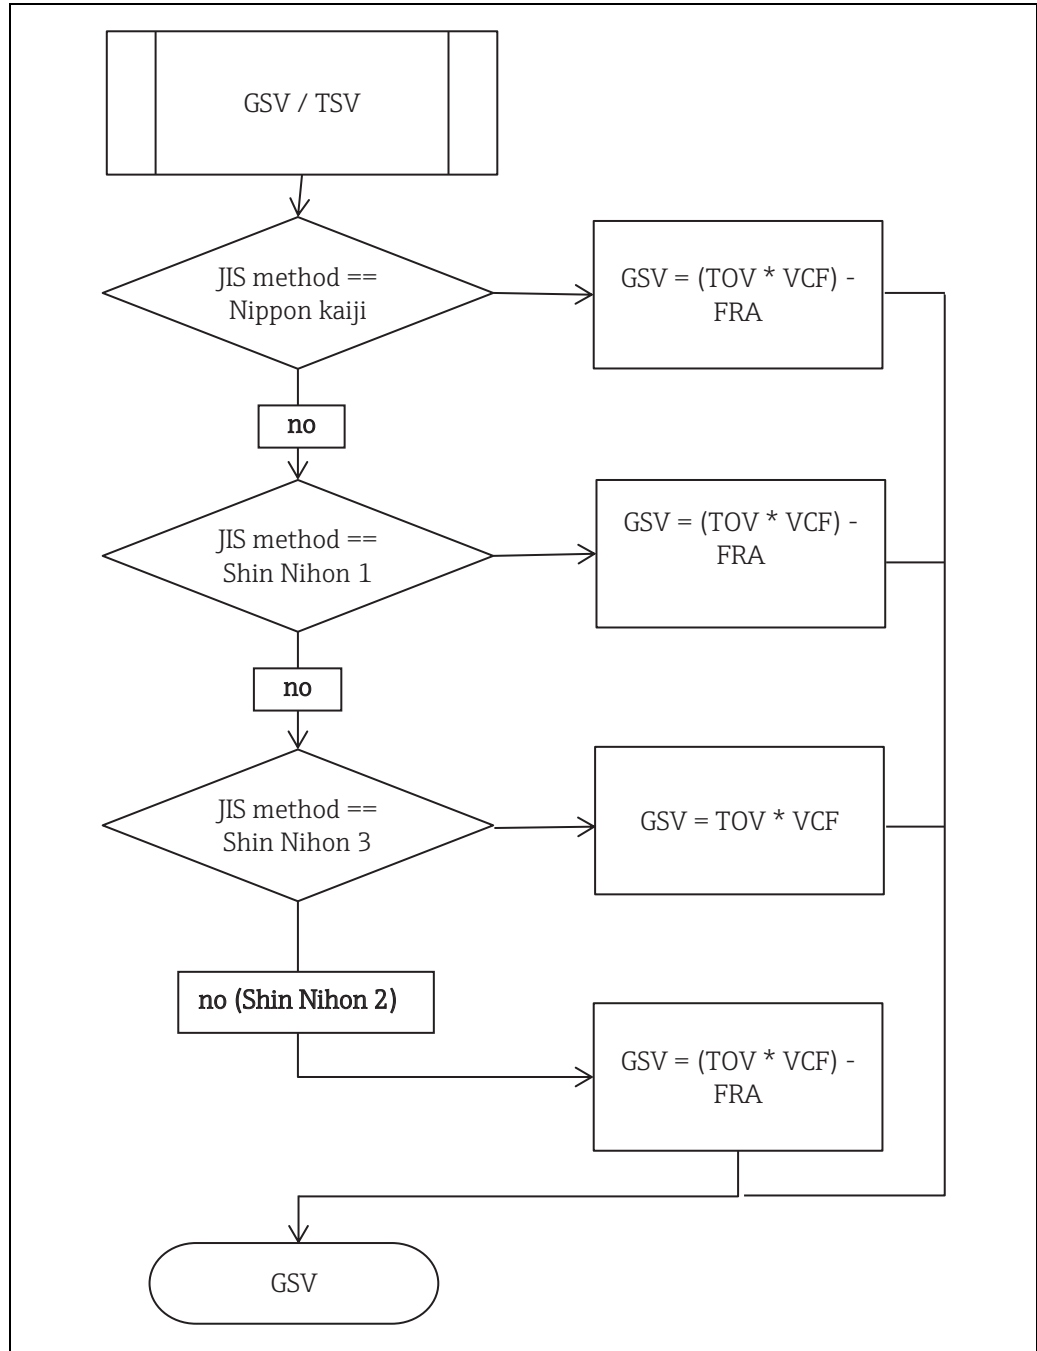 GSV / TSV
JIS method ==
Nippon kaiji
GSV = (TOV * VCF) -
FRA
no
JIS method ==
Shin Nihon 1
GSV = (TOV * VCF) -
FRA
no
JIS method ==
Shin Nihon 3
GSV = TOV * VCF
no (Shin Nihon 2)
GSV = (TOV * VCF) -
FRA
GSV